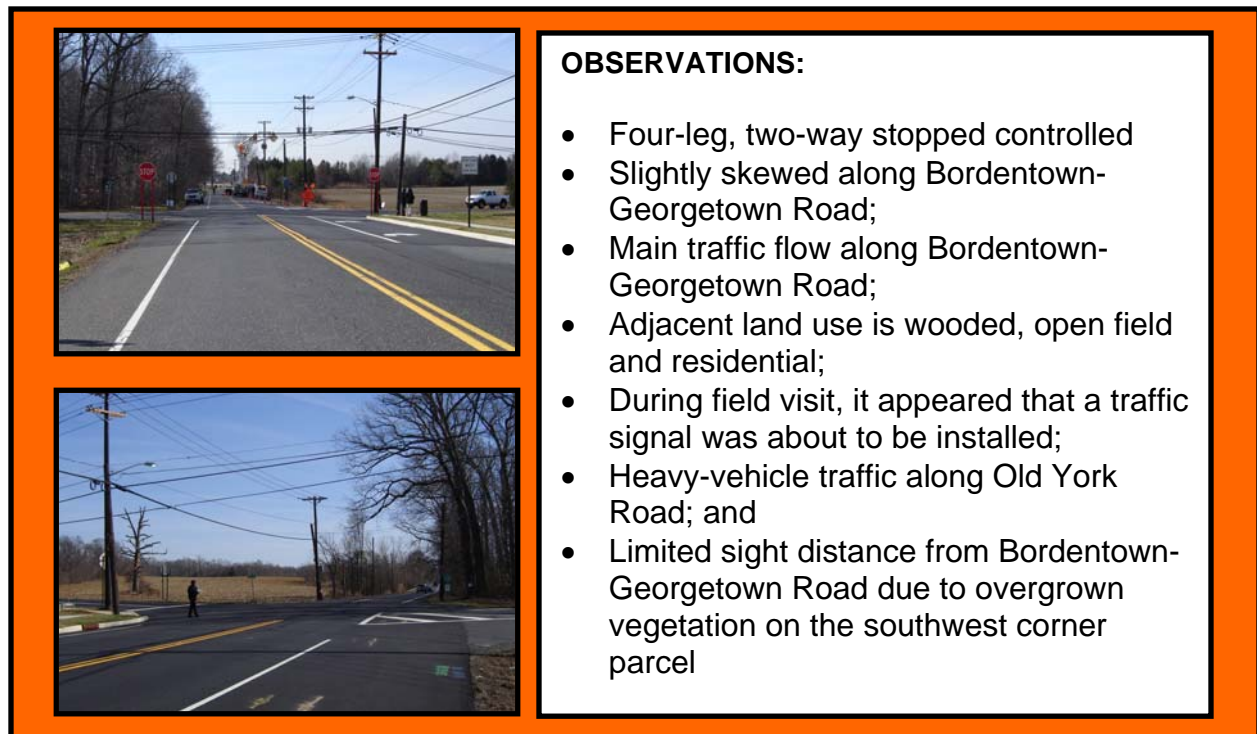 STOP
OBSERVATIONS:
• Four-leg, two-way stopped controlled
• Slightly skewed along Bordentown-
Georgetown Road;
• Main traffic flow along Bordentown-
Georgetown Road;
• Adjacent land use is wooded, open field
and residential;
• During field visit, it appeared that a traffic
signal was about to be installed;
• Heavy-vehicle traffic along Old York
Road; and
• Limited sight distance from Bordentown-
Georgetown Road due to overgrown
vegetation on the southwest corner
parcel